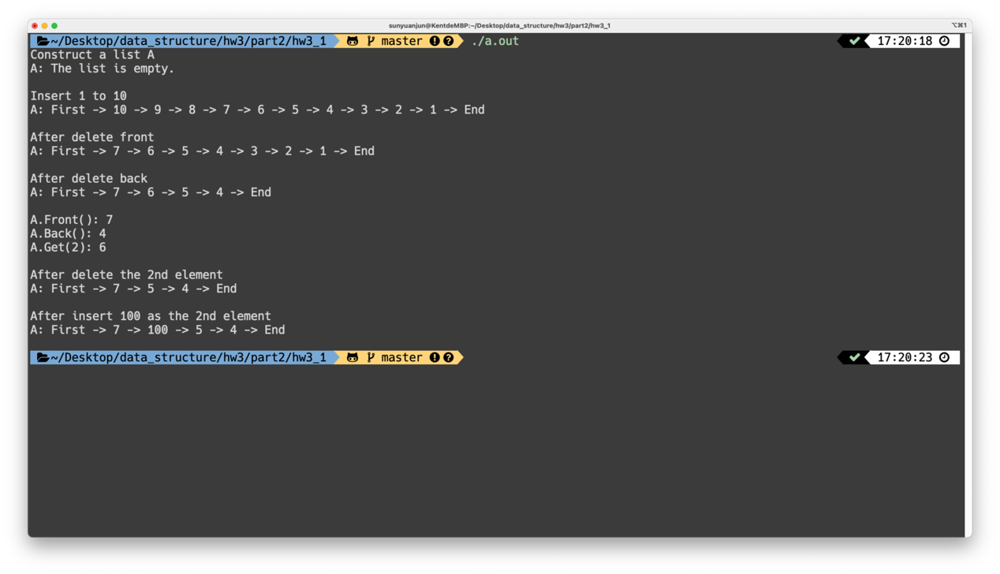 sunyuanjun@KentdeMBP:~/Desktop/data_structure/hw3/part2/hw3_1 ⌥⌘1
~/Desktop/data_structure/hw3/part2/hw3_1 master ./a.out 17:20:18
Construct a list A
A: The list is empty.
Insert 1 to 10
A: First -> 10 -> 9 -> 8 -> 7 -> 6 -> 5 -> 4 -> 3 -> 2 -> 1 -> End
After delete front
A: First -> 7 -> 6 -> 5 -> 4 -> 3 -> 2 -> 1 -> End
After delete back
A: First -> 7 -> 6 -> 5 -> 4 -> End
A.Front(): 7
A.Back(): 4
A.Get(2): 6
After delete the 2nd element
A: First -> 7 -> 5 -> 4 -> End
After insert 100 as the 2nd element
A: First -> 7 -> 100 -> 5 -> 4 -> End
~/Desktop/data_structure/hw3/part2/hw3_1 master 17:20:23